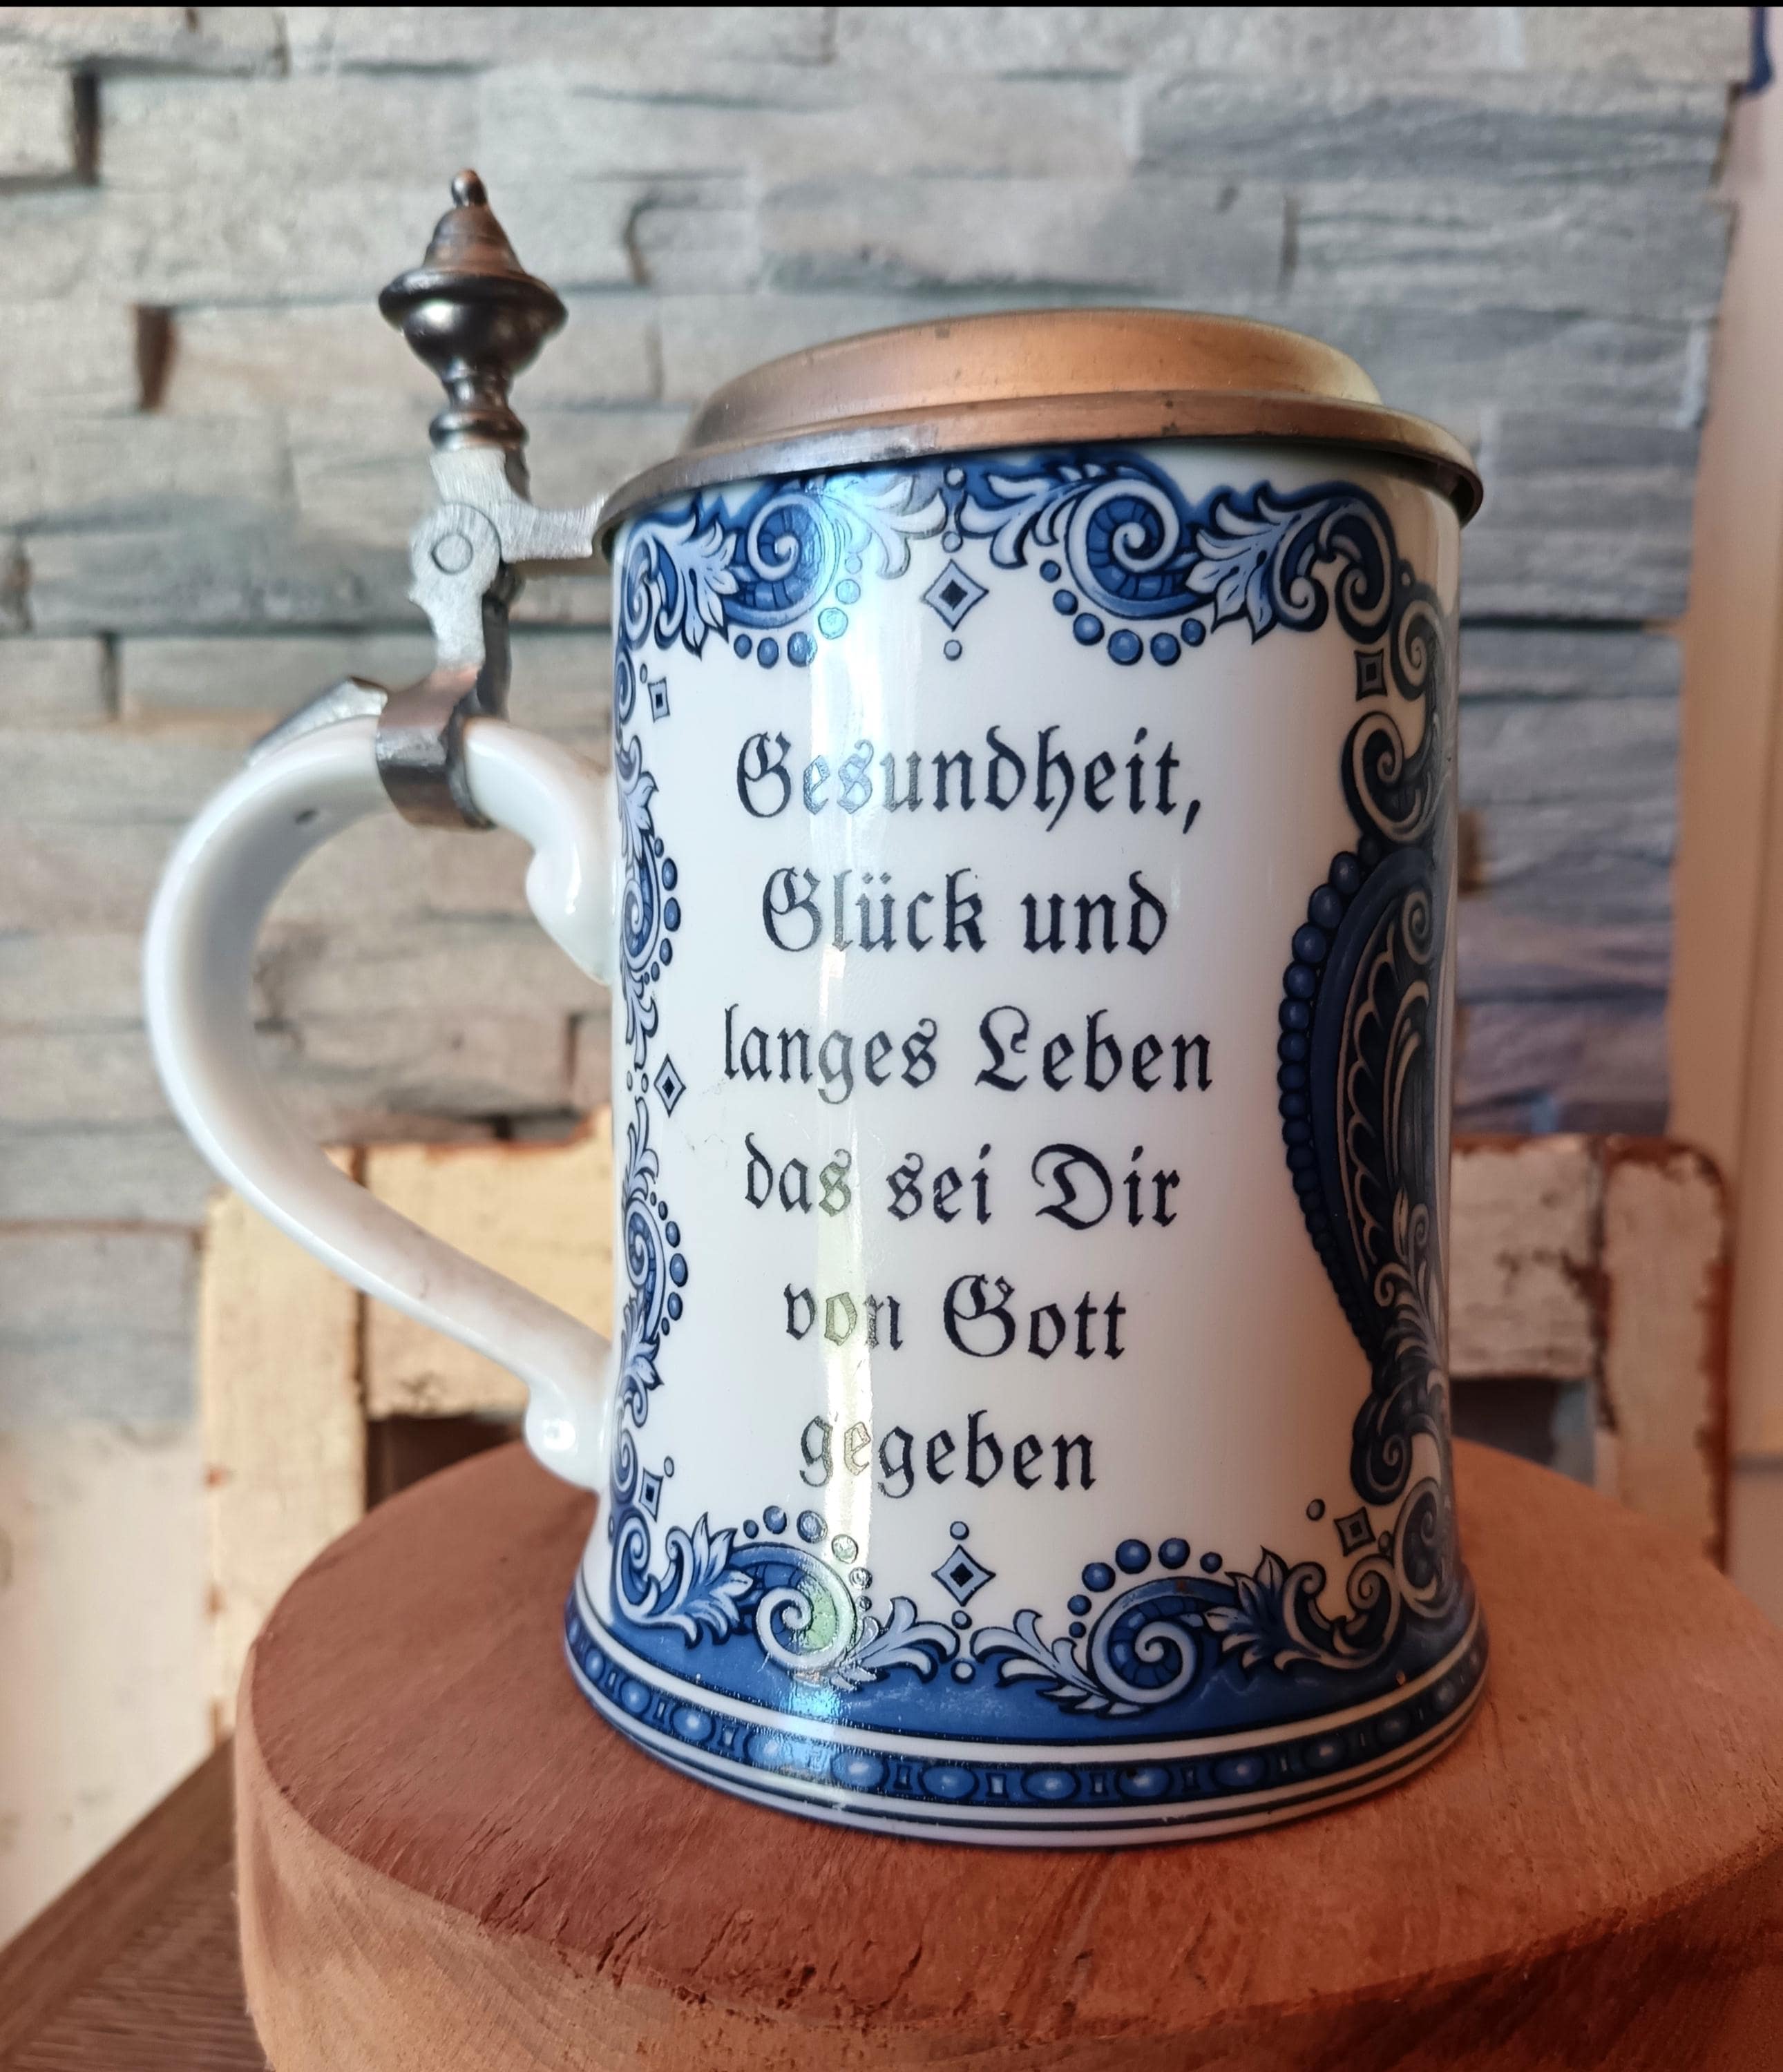 Gesundheit,
Glück und
langes Leben
das sei Dir
von Gott
gegeben